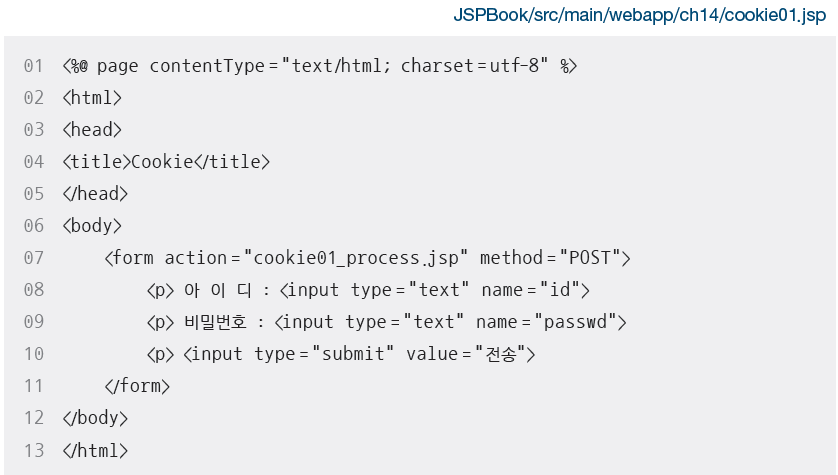 JSPBook/src/main/webapp/ch14/cookie01.jsp
01 <%@ page contentType="text/html; charset=utf-8" %>
02 <html>
03 <head>
04 <title>Cookie</title>
05 </head>
06 <body>
07     <form action="cookie01_process.jsp" method="POST">
08         <p> 아 이 디 : <input type="text" name="id">
09         <p> 비밀번호 : <input type="text" name="passwd">
10         <p> <input type="submit" value="전송">
11     </form>
12 </body>
13 </html>